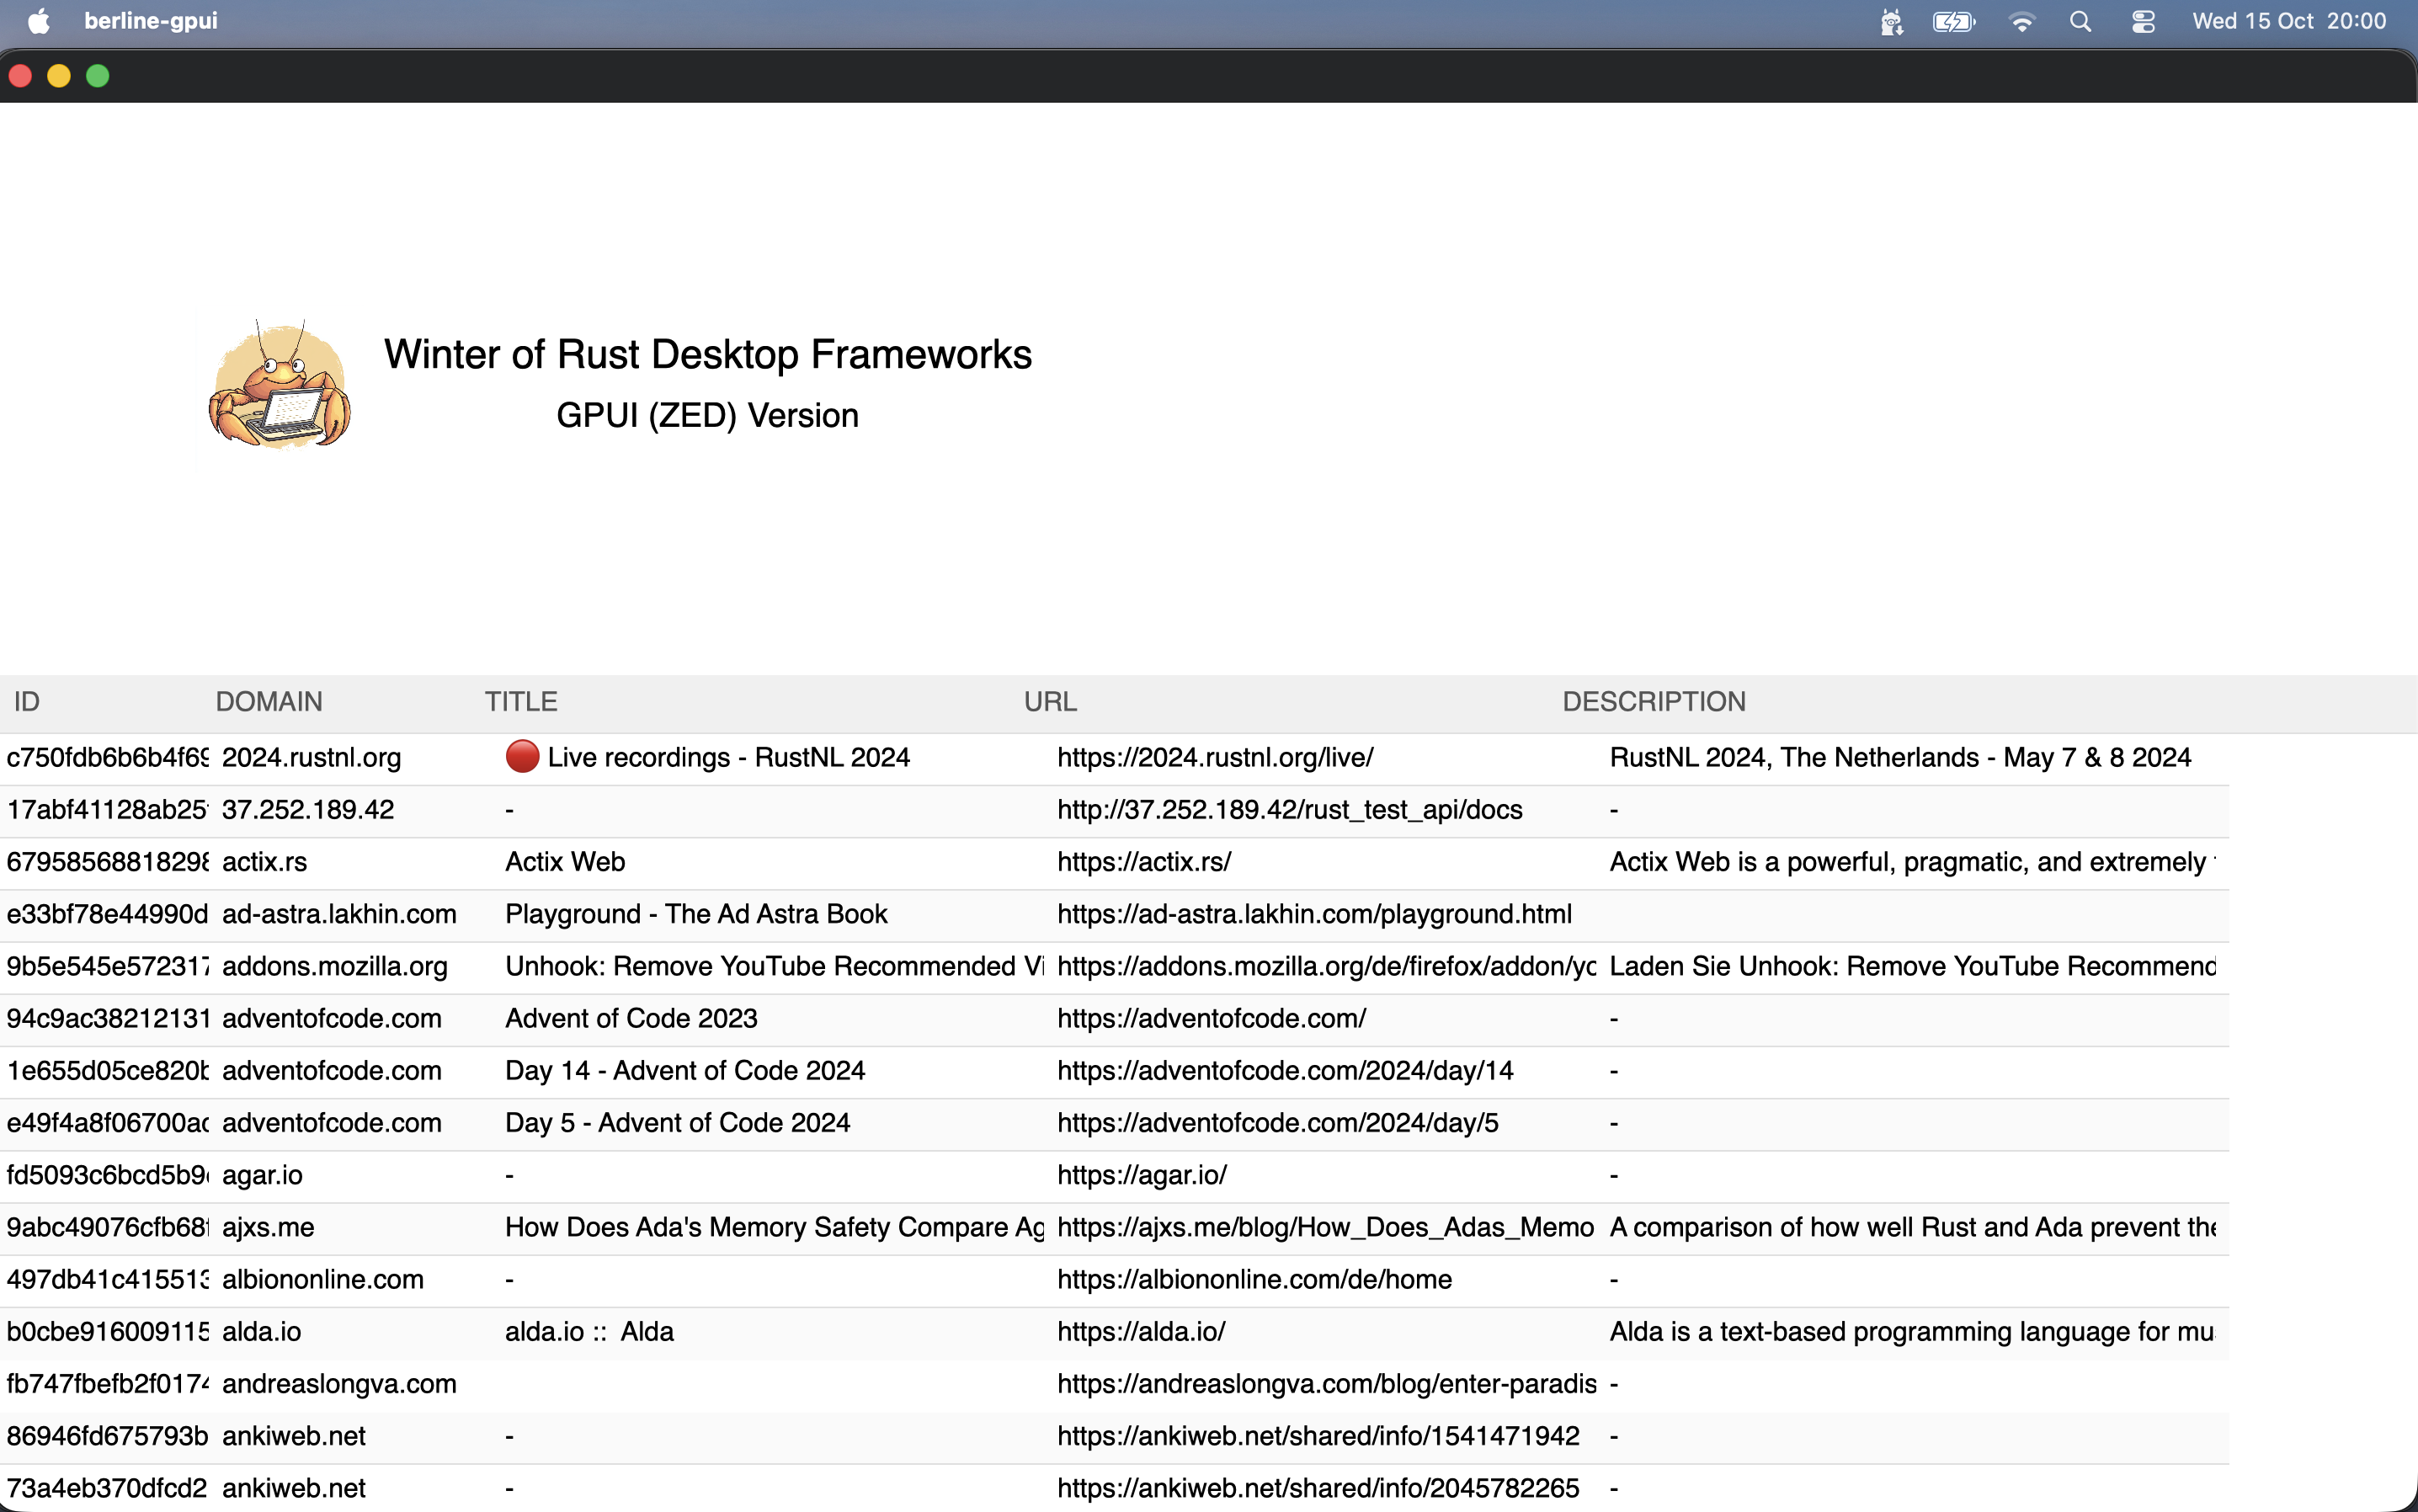 berline-gpui Wed 15 Oct 20:00
Winter of Rust Desktop Frameworks
GPUI (ZED) Version
ID DOMAIN TITLE URL DESCRIPTION
c750fdb6b6b4f69 2024.rustnl.org 🔴 Live recordings - RustNL 2024 https://2024.rustnl.org/live/ RustNL 2024, The Netherlands - May 7 & 8 2024
17abf41128ab25 37.252.189.42 - http://37.252.189.42/rust_test_api/docs -
67958568818298 actix.rs Actix Web https://actix.rs/ Actix Web is a powerful, pragmatic, and extremely
e33bf78e44990d ad-astra.lakhin.com Playground - The Ad Astra Book https://ad-astra.lakhin.com/playground.html
9b5e545e572317 addons.mozilla.org Unhook: Remove YouTube Recommended Vi https://addons.mozilla.org/de/firefox/addon/yo Laden Sie Unhook: Remove YouTube Recommend
94c9ac38212131 adventofcode.com Advent of Code 2023 https://adventofcode.com/ -
1e655d05ce820b adventofcode.com Day 14 - Advent of Code 2024 https://adventofcode.com/2024/day/14 -
e49f4a8f06700ac adventofcode.com Day 5 - Advent of Code 2024 https://adventofcode.com/2024/day/5 -
fd5093c6bcd5b9 agar.io - https://agar.io/ -
9abc49076cfb68 ajxs.me How Does Ada's Memory Safety Compare Ag https://ajxs.me/blog/How_Does_Adas_Memo A comparison of how well Rust and Ada prevent the
497db41c415513 albiononline.com - https://albiononline.com/de/home -
b0cbe916009115 alda.io alda.io :: Alda https://alda.io/ Alda is a text-based programming language for mu
fb747fbefb2f0174 andreaslongva.com https://andreaslongva.com/blog/enter-paradis -
86946fd675793b ankiweb.net - https://ankiweb.net/shared/info/1541471942 -
73a4eb370dfcd2 ankiweb.net - https://ankiweb.net/shared/info/2045782265 -